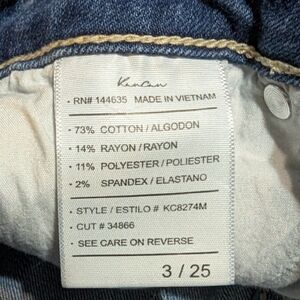 KanCan
· RN# 144635 MADE IN VIETNAM
· 73% COTTON / ALGODON
· 14% RAYON / RAYON
· 11% POLYESTER / POLIESTER
· 2% SPANDEX / ELASTANO
· STYLE / ESTILO # KC8274M
· CUT # 34866
· SEE CARE ON REVERSE
3 / 25